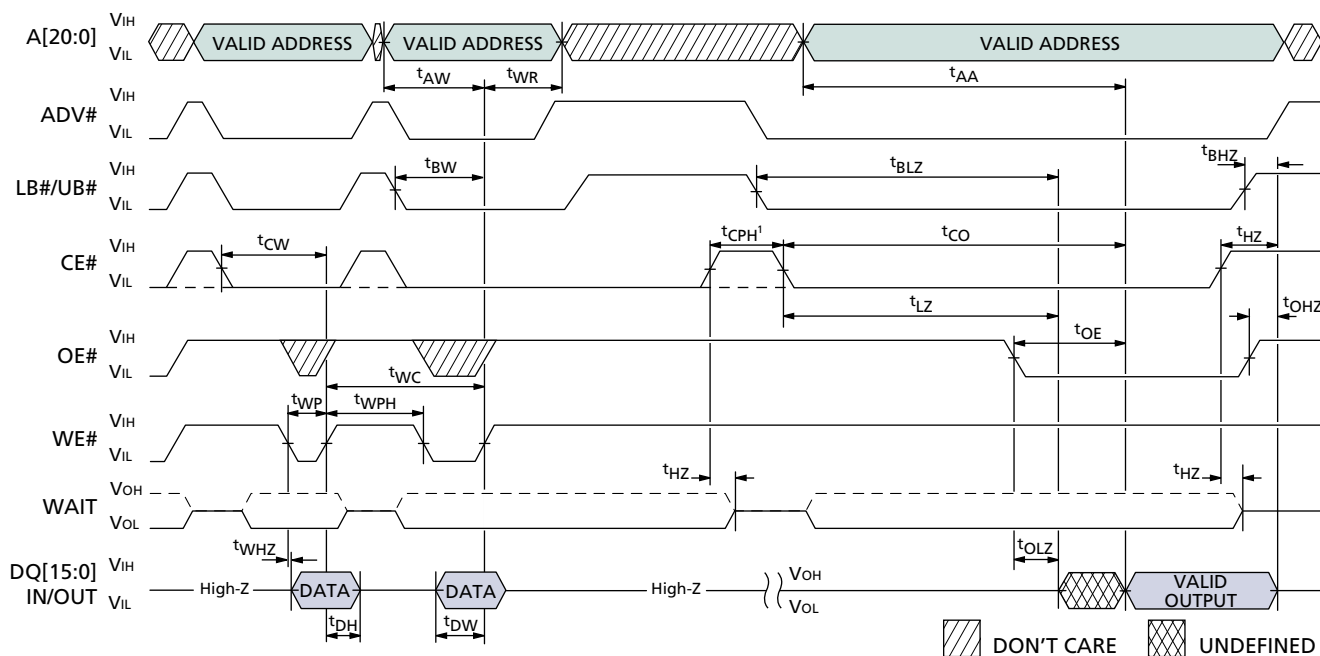 A[20:0] VIH VIL VALID ADDRESS VALID ADDRESS VALID ADDRESS
tAW tWR tAA
ADV# VIH VIL
LB#/UB# VIH VIL tBW tBLZ tBHZ
CE# VIH VIL tCW tCPH¹ tCO tHZ
tLZ tOHZ
OE# VIH VIL tOE
tWC
WE# VIH VIL tWP tWPH
WAIT VOH VOL tHZ tHZ
tWHZ tOLZ
DQ[15:0] IN/OUT VIH VIL High-Z DATA DATA High-Z VOH VOL VALID OUTPUT
tDH tDW
DON'T CARE UNDEFINED